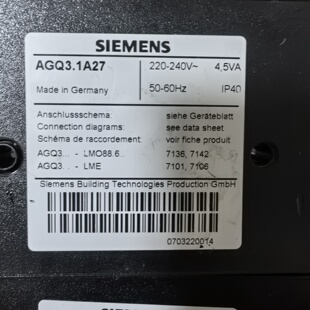 SIEMENS
AGQ3.1A27 220-240V~ 4,5VA
Made in Germany 50-60Hz IP40
Anschlussschema: siehe Geräteblatt
Connection diagrams: see data sheet
Schéma de raccordement: voir fiche produit
AGQ3... - LMO88.6... 7136, 7142
AGQ3... - LME 7101, 7106
Siemens Building Technologies Production GmbH
0703220014